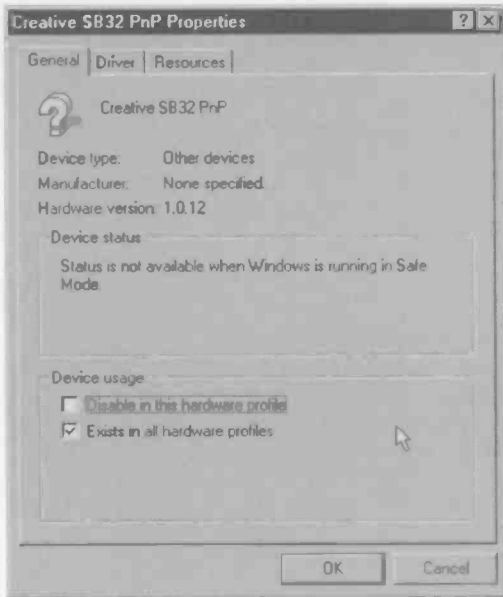 Creative SB32 PnP Properties
General Driver Resources
Creative SB32 PnP
Device type: Other devices
Manufacturer: None specified.
Hardware version: 1.0.12
Device status
Status is not available when Windows is running in Safe
Mode.
Device usage
Disable in this hardware profile
Exists in all hardware profiles
OK Cancel